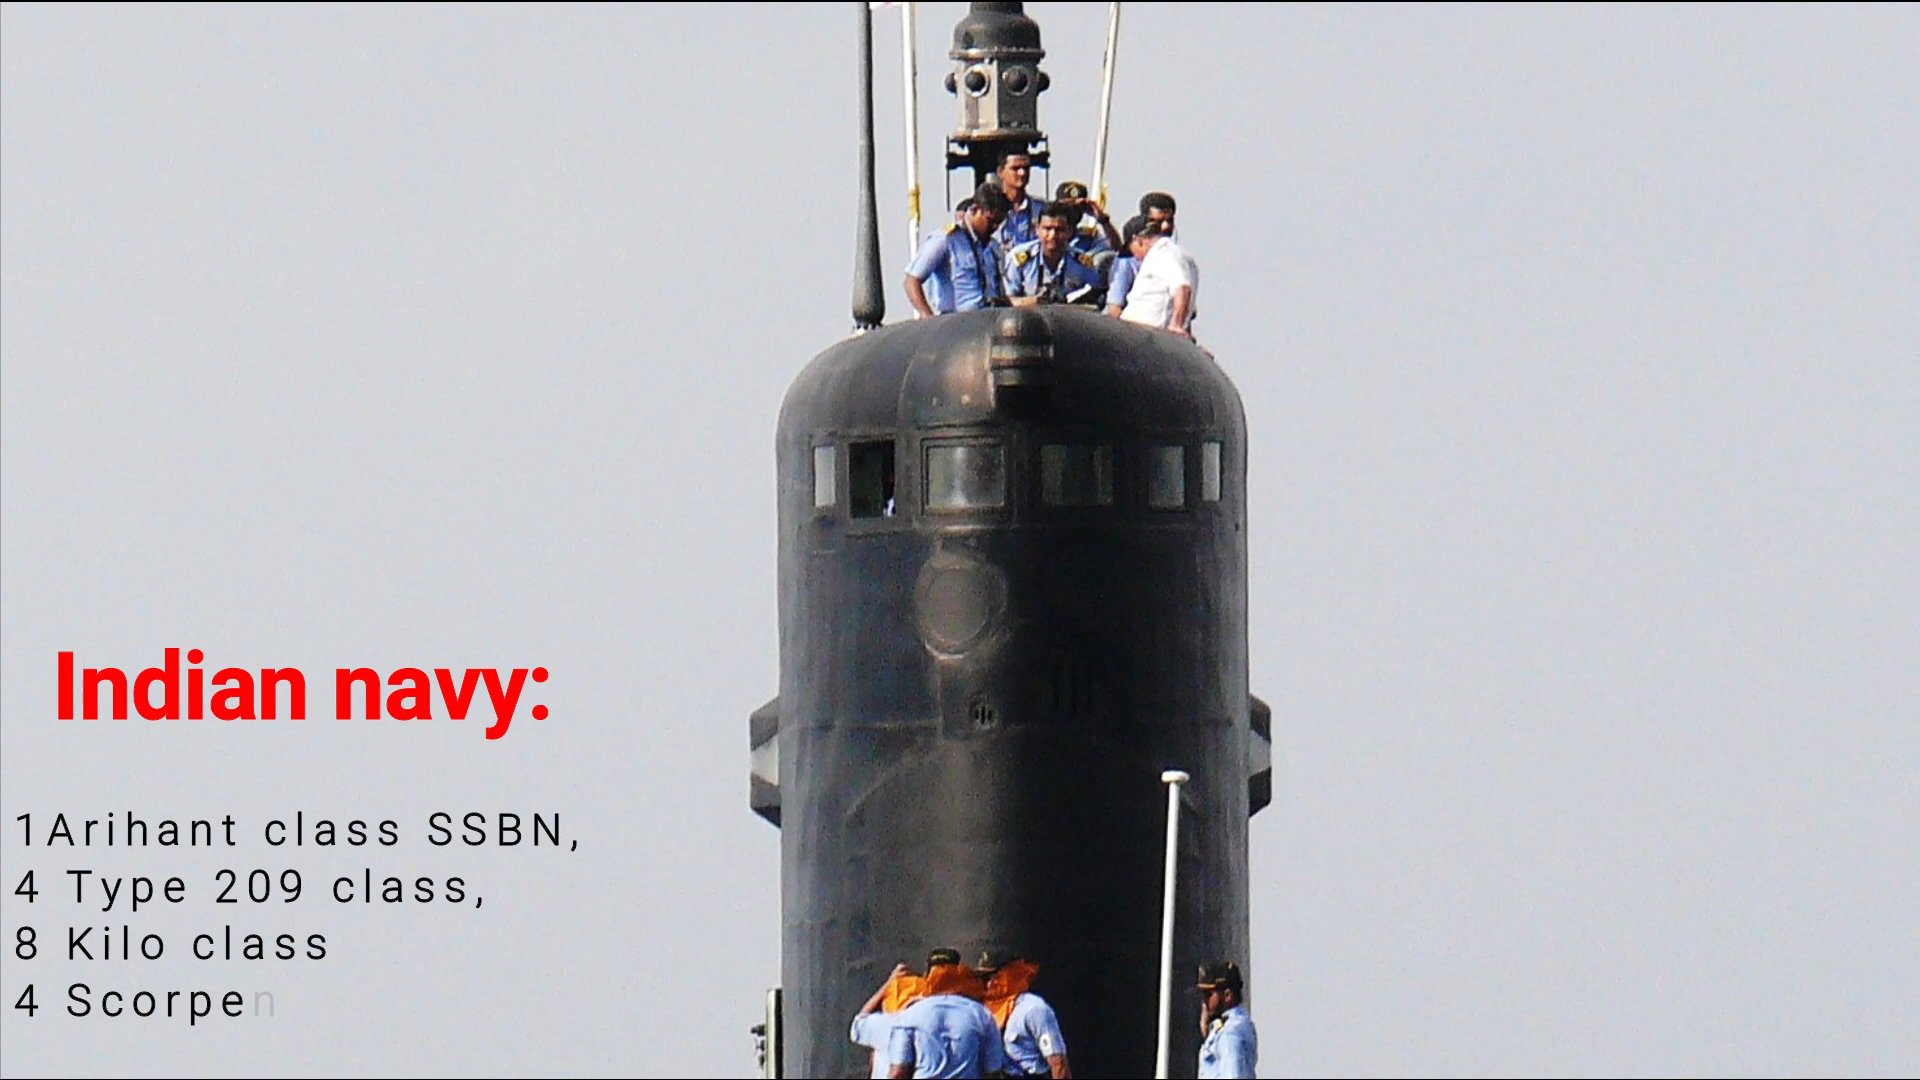 Indian navy:
1Arihant class SSBN,
4 Type 209 class,
8 Kilo class
4 Scorpen